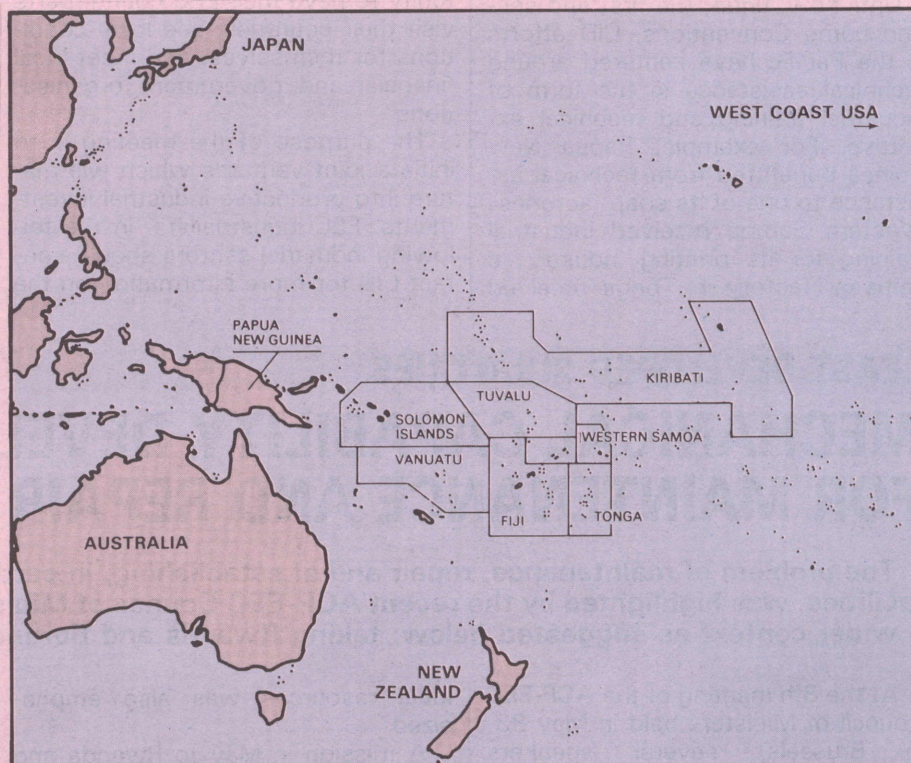 JAPAN
WEST COAST USA
PAPUA
NEW GUINEA
KIRIBATI
TUVALU
SOLOMON
ISLANDS
WESTERN SAMOA
VANUATU
FIJI
TONGA
AUSTRALIA
NEW
ZEALAND